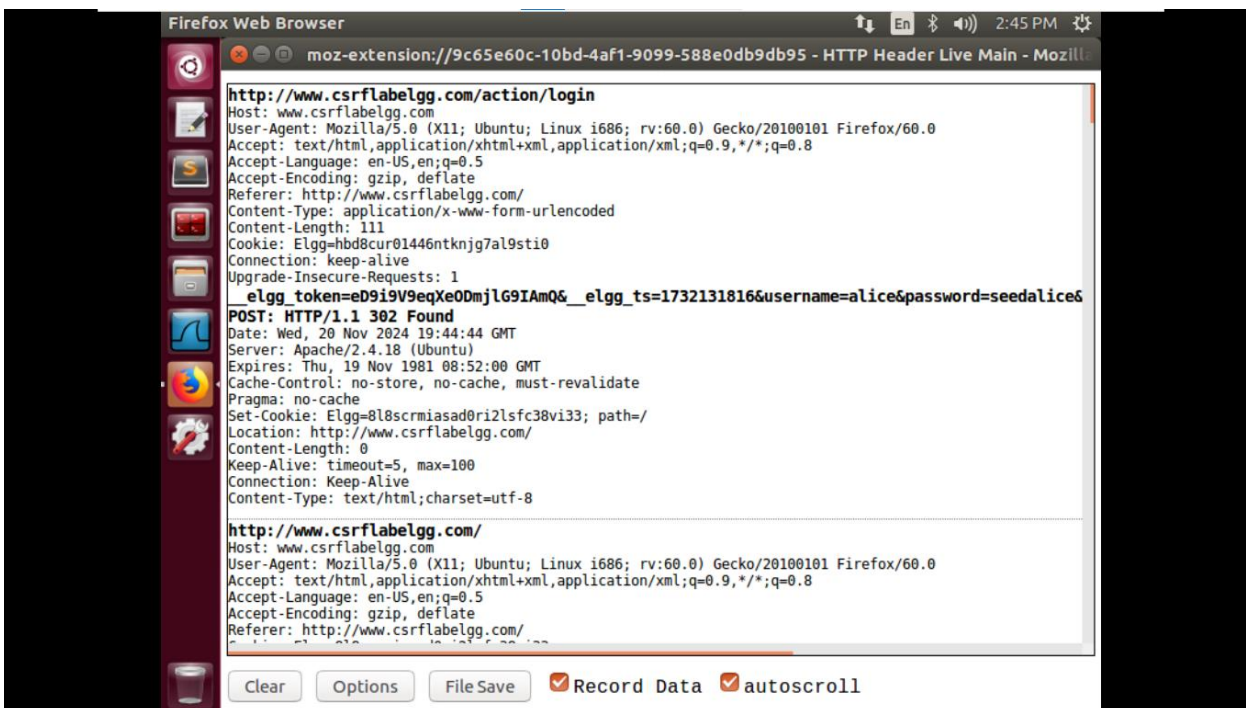 Firefox Web Browser En 2:45 PM
moz-extension://9c65e60c-10bd-4af1-9099-588e0db9db95 - HTTP Header Live Main - Mozilla
http://www.csrflabelgg.com/action/login
Host: www.csrflabelgg.com
User-Agent: Mozilla/5.0 (X11; Ubuntu; Linux i686; rv:60.0) Gecko/20100101 Firefox/60.0
Accept: text/html,application/xhtml+xml,application/xml;q=0.9,*/*;q=0.8
Accept-Language: en-US,en;q=0.5
Accept-Encoding: gzip, deflate
Referer: http://www.csrflabelgg.com/
Content-Type: application/x-www-form-urlencoded
Content-Length: 111
Cookie: Elgg=hbd8cur01446ntknjg7al9sti0
Connection: keep-alive
Upgrade-Insecure-Requests: 1
__elgg_token=eD9i9V9eqXeODmjlG9IAmQ&__elgg_ts=1732131816&username=alice&password=seedalice&
POST: HTTP/1.1 302 Found
Date: Wed, 20 Nov 2024 19:44:44 GMT
Server: Apache/2.4.18 (Ubuntu)
Expires: Thu, 19 Nov 1981 08:52:00 GMT
Cache-Control: no-store, no-cache, must-revalidate
Pragma: no-cache
Set-Cookie: Elgg=8l8scrmiasad0ri2lsfc38vi33; path=/
Location: http://www.csrflabelgg.com/
Content-Length: 0
Keep-Alive: timeout=5, max=100
Connection: Keep-Alive
Content-Type: text/html;charset=utf-8
http://www.csrflabelgg.com/
Host: www.csrflabelgg.com
User-Agent: Mozilla/5.0 (X11; Ubuntu; Linux i686; rv:60.0) Gecko/20100101 Firefox/60.0
Accept: text/html,application/xhtml+xml,application/xml;q=0.9,*/*;q=0.8
Accept-Language: en-US,en;q=0.5
Accept-Encoding: gzip, deflate
Referer: http://www.csrflabelgg.com/
Clear Options File Save Record Data autoscroll